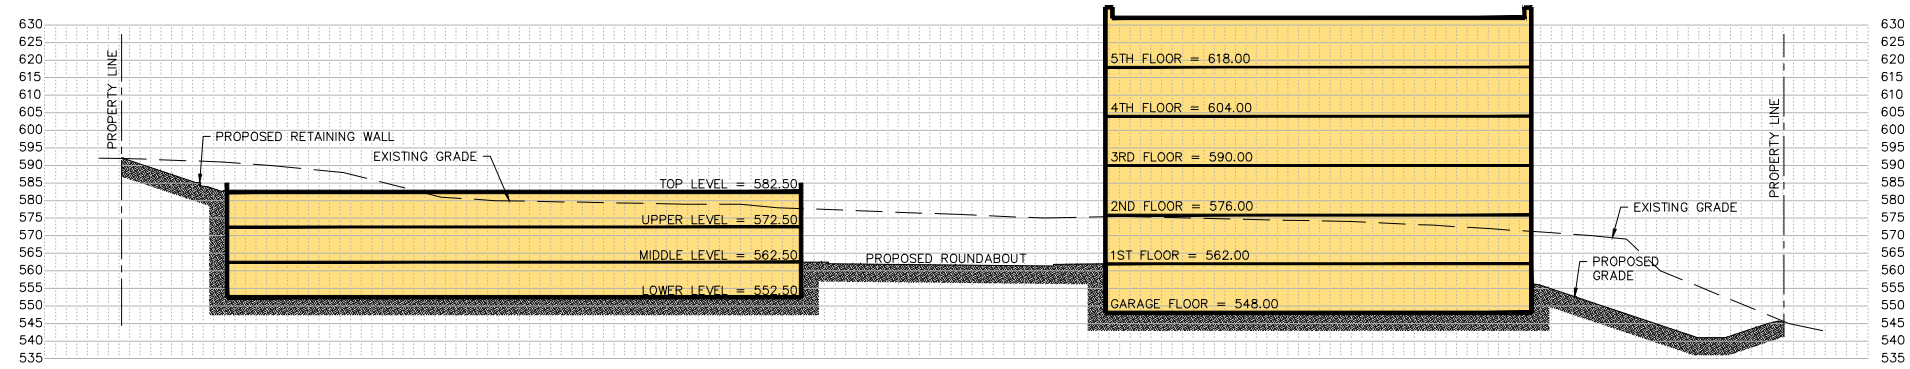 630
625
620
615
610
605
600
595
590
585
580
575
570
565
560
555
550
545
540
535
PROPERTY LINE
PROPOSED RETAINING WALL
EXISTING GRADE
TOP LEVEL = 582.50
UPPER LEVEL = 572.50
MIDDLE LEVEL = 562.50
LOWER LEVEL = 552.50
PROPOSED ROUNDABOUT
5TH FLOOR = 618.00
4TH FLOOR = 604.00
3RD FLOOR = 590.00
2ND FLOOR = 576.00
1ST FLOOR = 562.00
GARAGE FLOOR = 548.00
EXISTING GRADE
PROPOSED
GRADE
PROPERTY LINE
630
625
620
615
610
605
600
595
590
585
580
575
570
565
560
555
550
545
540
535